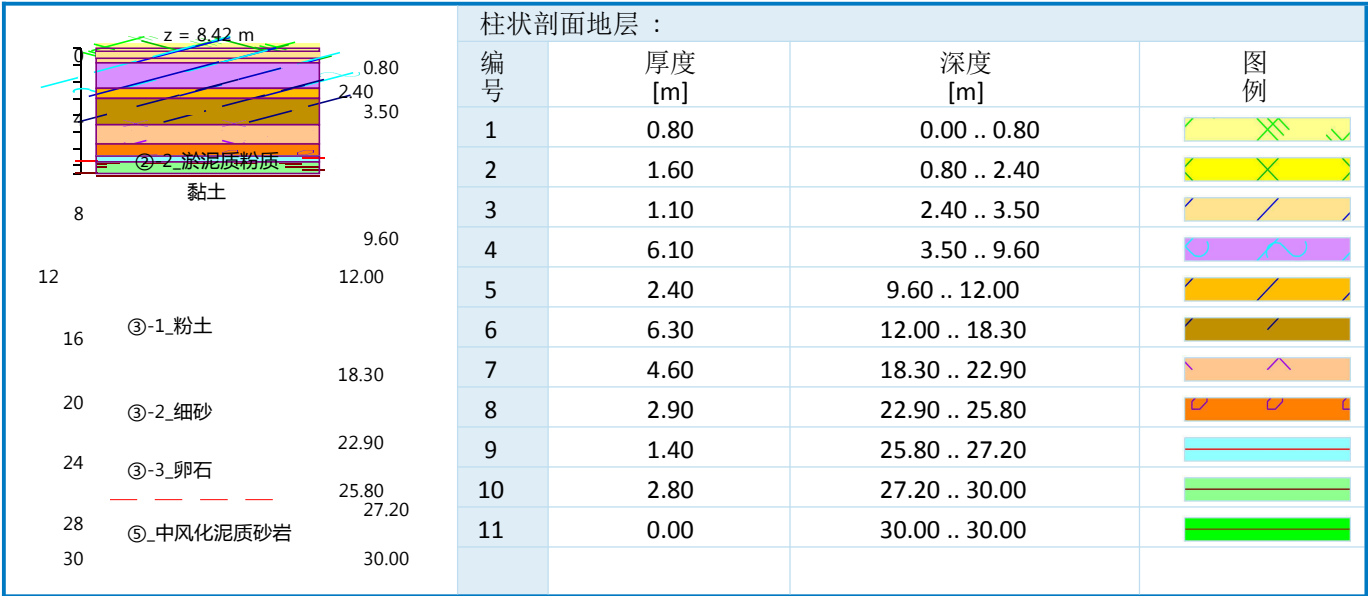 z = 8.42 m
0
0.80
2.40
3.50
②-2_淤泥质粉质
黏土
8
9.60
12
12.00
③-1_粉土
16
18.30
20
③-2_细砂
22.90
24
③-3_卵石
25.80
27.20
28
⑤_中风化泥质砂岩
30
30.00
柱状剖面地层 :
编号 厚度 [m] 深度 [m] 图例
1 0.80 0.00 .. 0.80
2 1.60 0.80 .. 2.40
3 1.10 2.40 .. 3.50
4 6.10 3.50 .. 9.60
5 2.40 9.60 .. 12.00
6 6.30 12.00 .. 18.30
7 4.60 18.30 .. 22.90
8 2.90 22.90 .. 25.80
9 1.40 25.80 .. 27.20
10 2.80 27.20 .. 30.00
11 0.00 30.00 .. 30.00